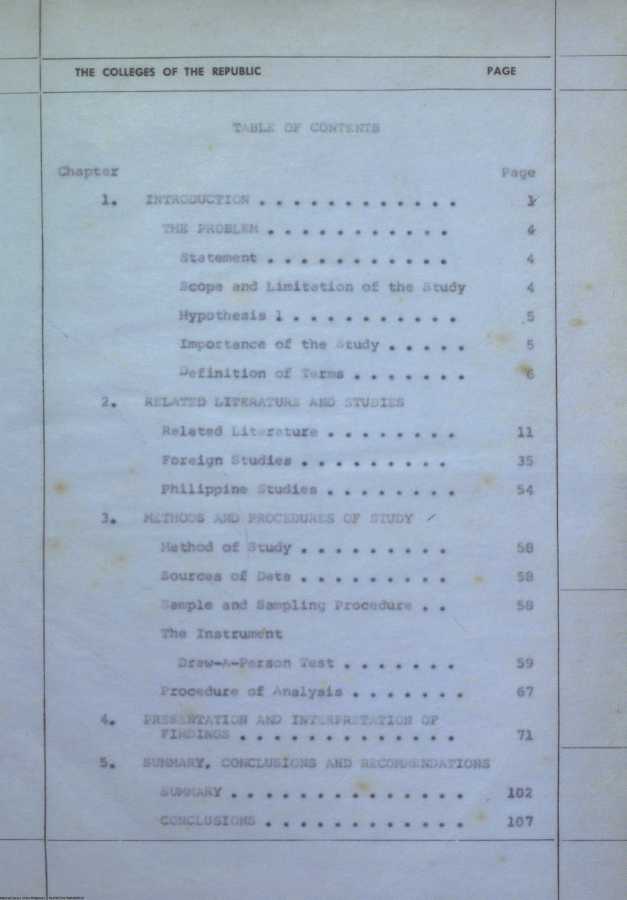 THE COLLEGES OF THE REPUBLIC PAGE
TABLE OF CONTENTS
Chapter Page
1. INTRODUCTION . . . . . . . . . . . . 1
THE PROBLEM . . . . . . . . . . . 4
Statement . . . . . . . . . . . 4
Scope and Limitation of the Study 4
Hypothesis 1 . . . . . . . . . . 5
Importance of the Study . . . . . 5
Definition of Terms . . . . . . . 6
2. RELATED LITERATURE AND STUDIES
Related Literature . . . . . . . . 11
Foreign Studies . . . . . . . . . 35
Philippine Studies . . . . . . . . 54
3. METHODS AND PROCEDURES OF STUDY
Method of Study . . . . . . . . . 58
Sources of Data . . . . . . . . . 58
Sample and Sampling Procedure . . 58
The Instrument
Draw-A-Person Test . . . . . . . 59
Procedure of Analysis . . . . . . . 67
4. PRESENTATION AND INTERPRETATION OF
FINDINGS . . . . . . . . . . . . . 71
5. SUMMARY, CONCLUSIONS AND RECOMMENDATIONS
SUMMARY . . . . . . . . . . . . . . 102
CONCLUSIONS . . . . . . . . . . . . 107